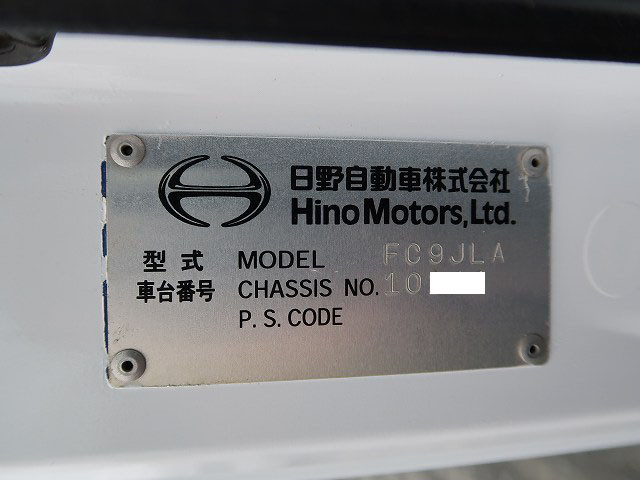 日野自動車株式会社
Hino Motors, Ltd.
型式 MODEL FC9JLA
車台番号 CHASSIS NO. 10
P. S. CODE